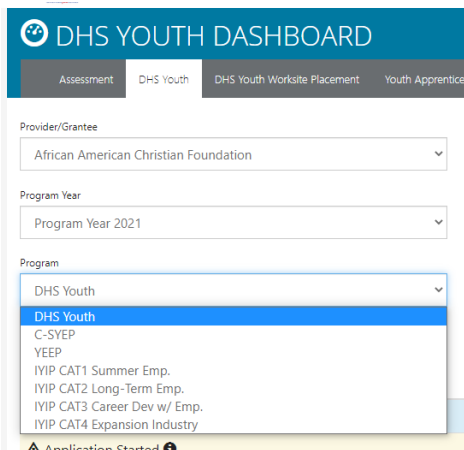 DHS YOUTH DASHBOARD
Assessment DHS Youth DHS Youth Worksite Placement Youth Apprentice
Provider/Grantee
African American Christian Foundation
Program Year
Program Year 2021
Program
DHS Youth
DHS Youth
C-SYEP
YEEP
IYIP CAT1 Summer Emp.
IYIP CAT2 Long-Term Emp.
IYIP CAT3 Career Dev w/ Emp.
IYIP CAT4 Expansion Industry
Application Started